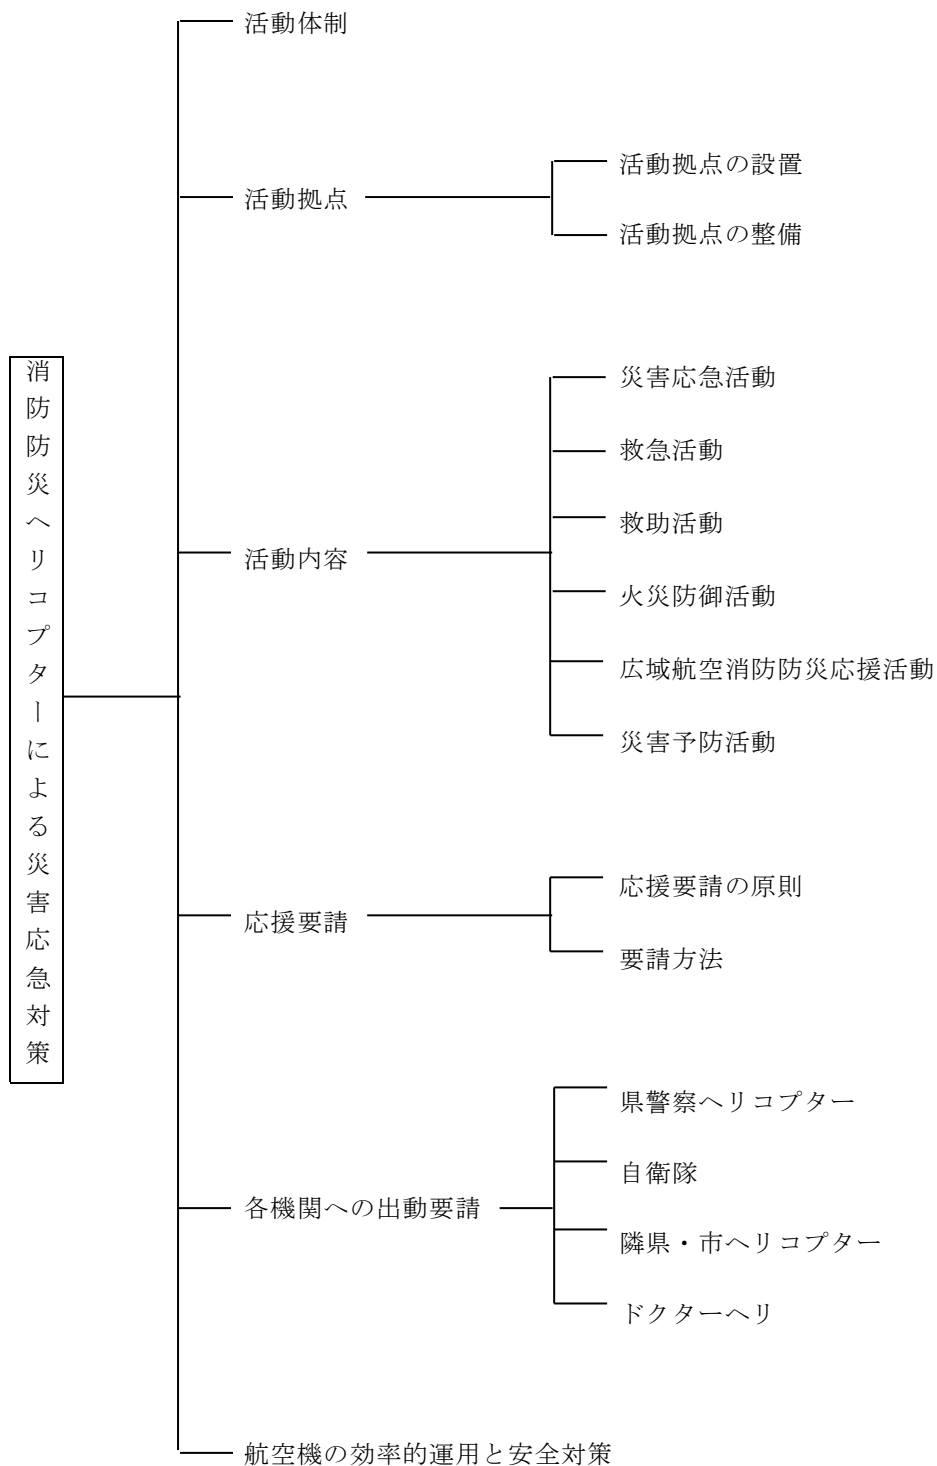 消防防災ヘリコプターによる災害応急対策
活動体制
活動拠点
活動拠点の設置
活動拠点の整備
活動内容
災害応急活動
救急活動
救助活動
火災防御活動
広域航空消防防災応援活動
災害予防活動
応援要請
応援要請の原則
要請方法
各機関への出動要請
県警察ヘリコプター
自衛隊
隣県・市ヘリコプター
ドクターヘリ
航空機の効率的運用と安全対策